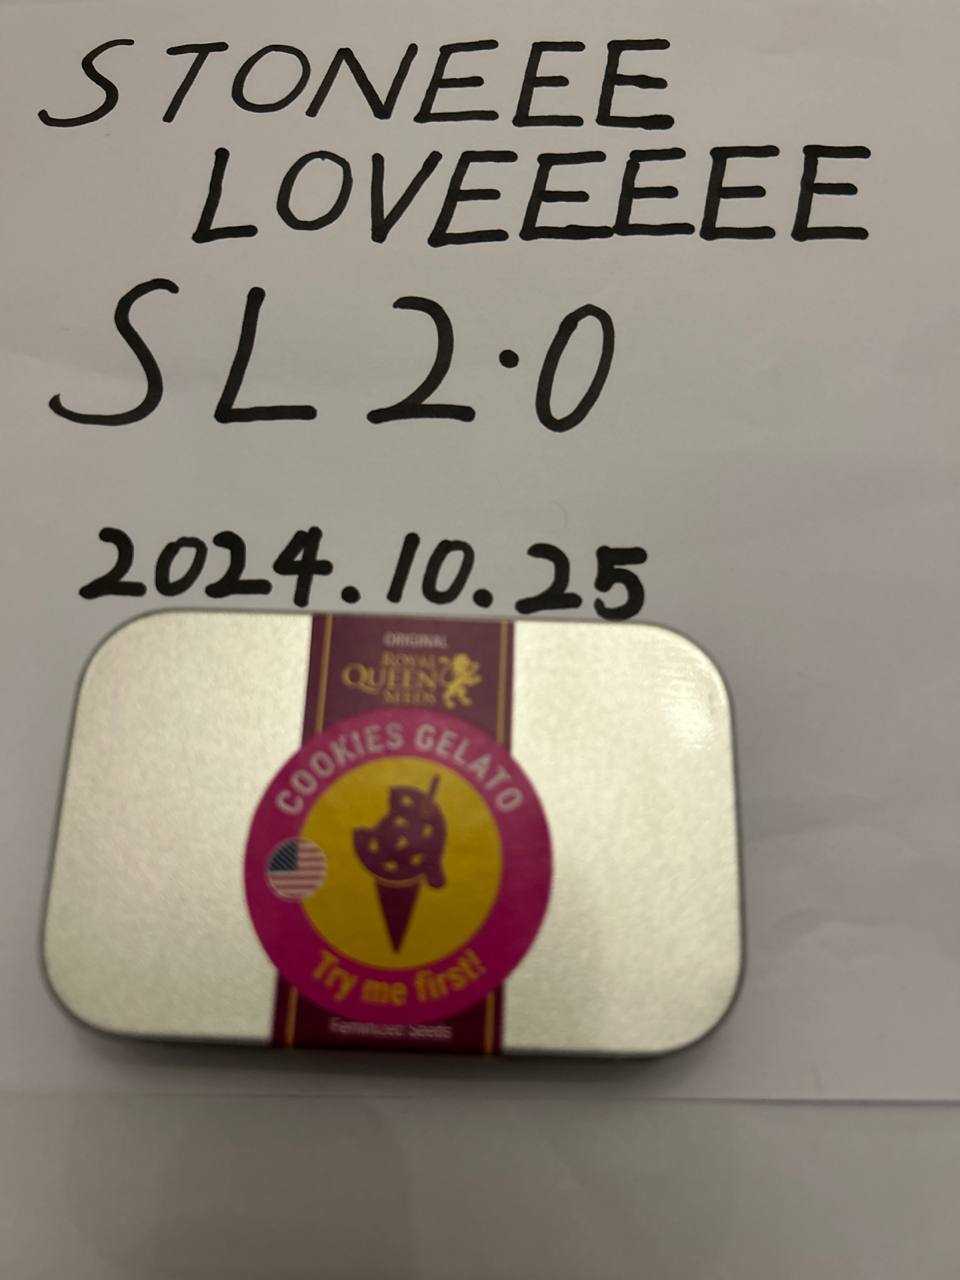 STONEEE
LOVEEEEE
SL2.0
2024.10.25
ORIGINAL
ROYAL
QUEEN
SEEDS
COOKIES GELATO
Try me first!
Feminized Seeds